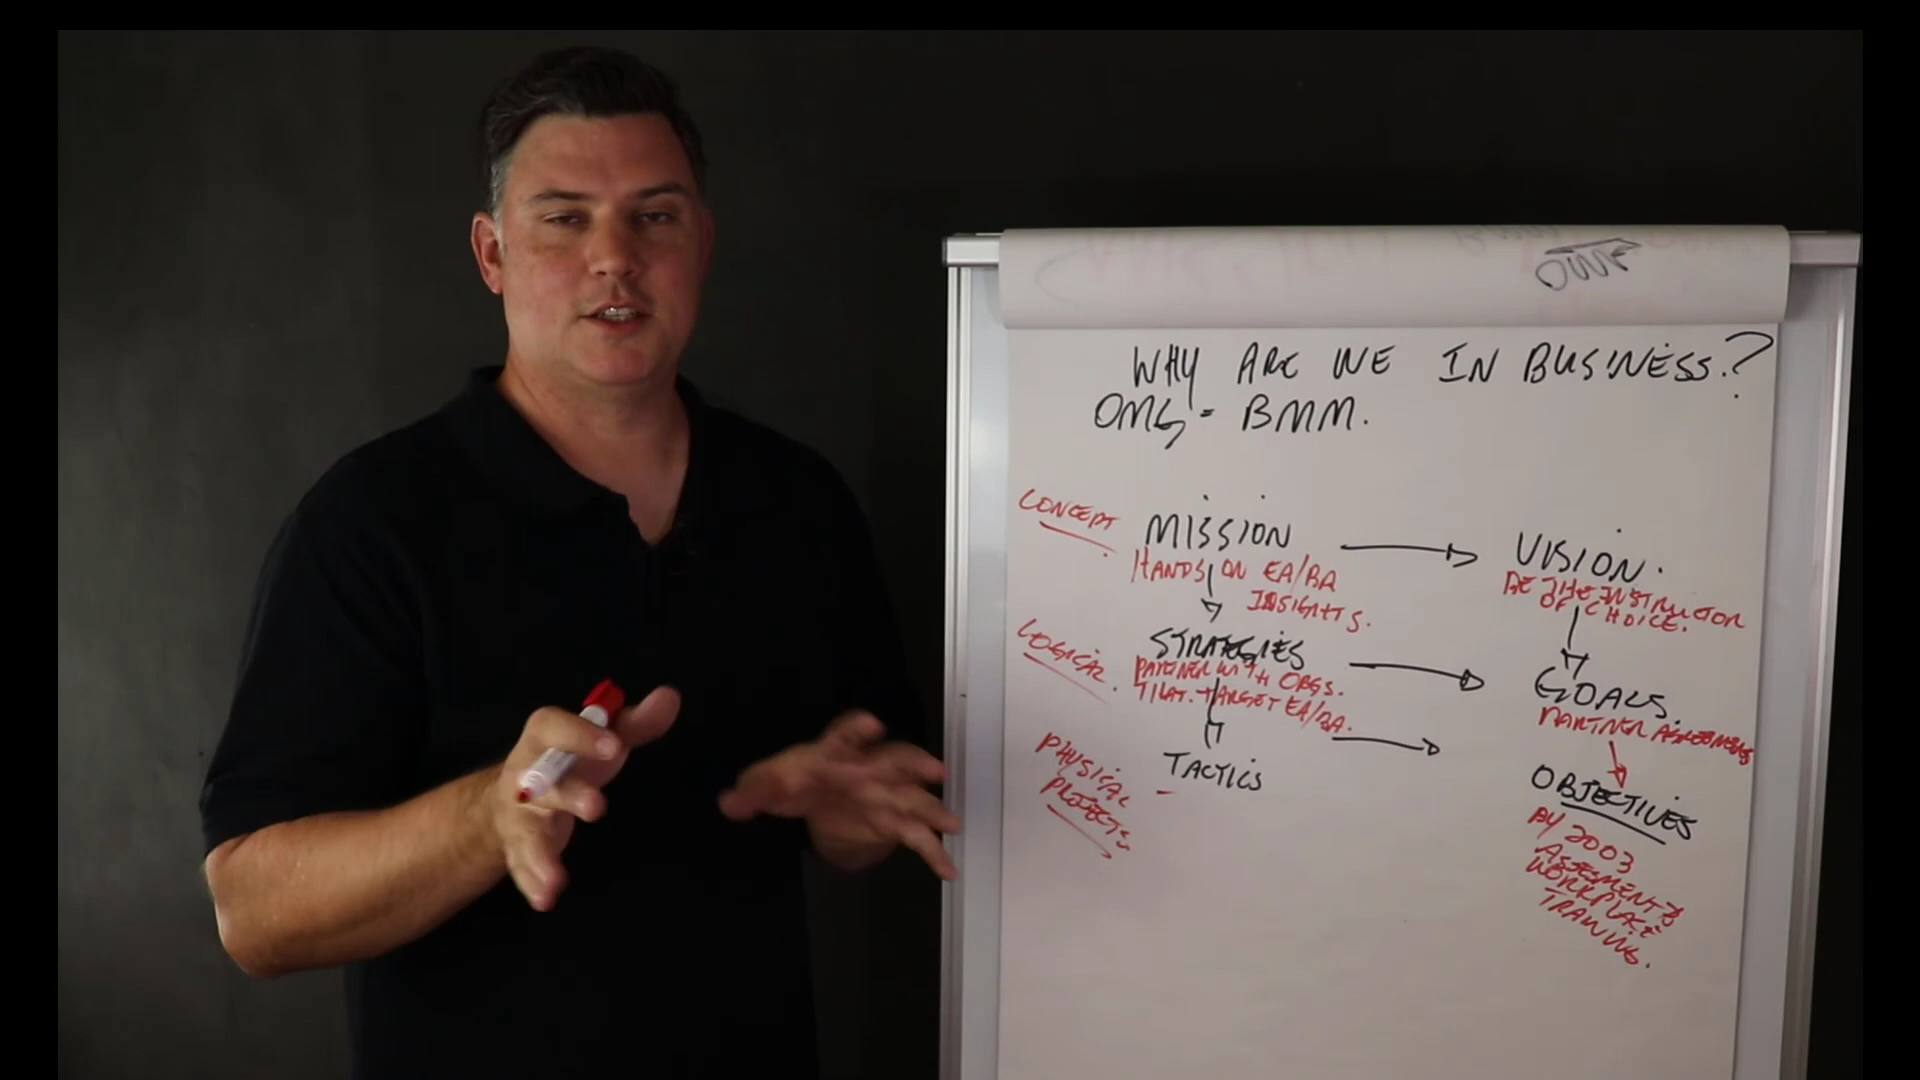 WHY ARE WE IN BUSINESS.?
OMG = BMM.
CONCEPT
MISSION
VISION.
HANDS ON EA/BA
INSIGHTS.
BE THE INSTRUCTOR
OF CHOICE.
LOGICAL.
STRATEGIES
PARTNER WITH ORGS.
THAT TARGET EA/BA.
GOALS.
PARTNER AGREEMENTS
PHYSICAL
PROJECTS
TACTICS
OBJECTIVES
BY 2003
ASSESMENT &
WORKPLACE
TRAINING.